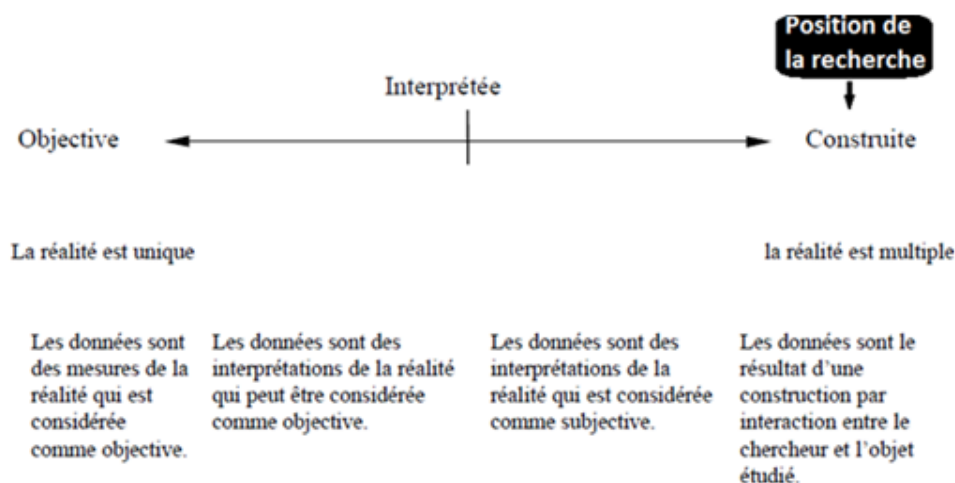 Position de
la recherche
Interprétée
Objective
Construite
La réalité est unique
la réalité est multiple
Les données sont
des mesures de la
réalité qui est
considérée
comme objective.
Les données sont des
interprétations de la réalité
qui peut être considérée
comme objective.
Les données sont des
interprétations de la
réalité qui est considérée
comme subjective.
Les données sont le
résultat d’une
construction par
interaction entre le
chercheur et l’objet
étudié.